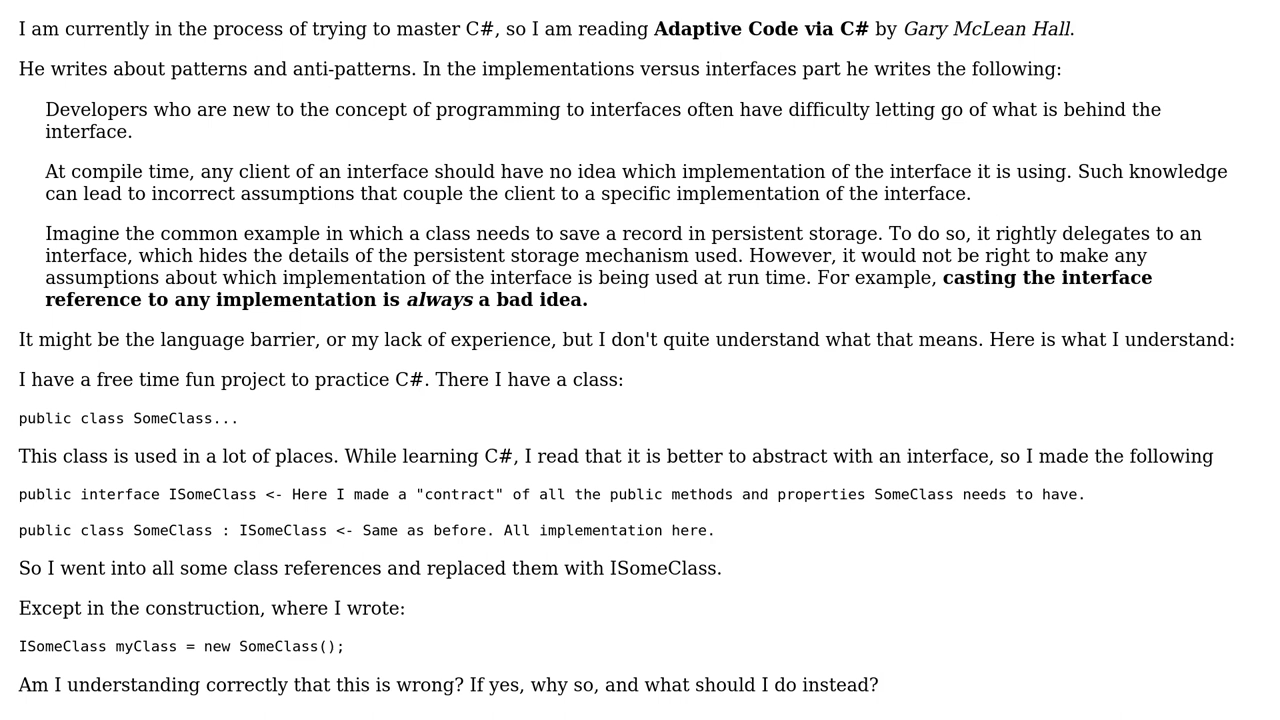 I am currently in the process of trying to master C#, so I am reading Adaptive Code via C# by Gary McLean Hall.
He writes about patterns and anti-patterns. In the implementations versus interfaces part he writes the following:
Developers who are new to the concept of programming to interfaces often have difficulty letting go of what is behind the
interface.
At compile time, any client of an interface should have no idea which implementation of the interface it is using. Such knowledge
can lead to incorrect assumptions that couple the client to a specific implementation of the interface.
Imagine the common example in which a class needs to save a record in persistent storage. To do so, it rightly delegates to an
interface, which hides the details of the persistent storage mechanism used. However, it would not be right to make any
assumptions about which implementation of the interface is being used at run time. For example, casting the interface
reference to any implementation is always a bad idea.
It might be the language barrier, or my lack of experience, but I don't quite understand what that means. Here is what I understand:
I have a free time fun project to practice C#. There I have a class:
public class SomeClass...
This class is used in a lot of places. While learning C#, I read that it is better to abstract with an interface, so I made the following
public interface ISomeClass <- Here I made a "contract" of all the public methods and properties SomeClass needs to have.
public class SomeClass : ISomeClass <- Same as before. All implementation here.
So I went into all some class references and replaced them with ISomeClass.
Except in the construction, where I wrote:
ISomeClass myClass = new SomeClass();
Am I understanding correctly that this is wrong? If yes, why so, and what should I do instead?